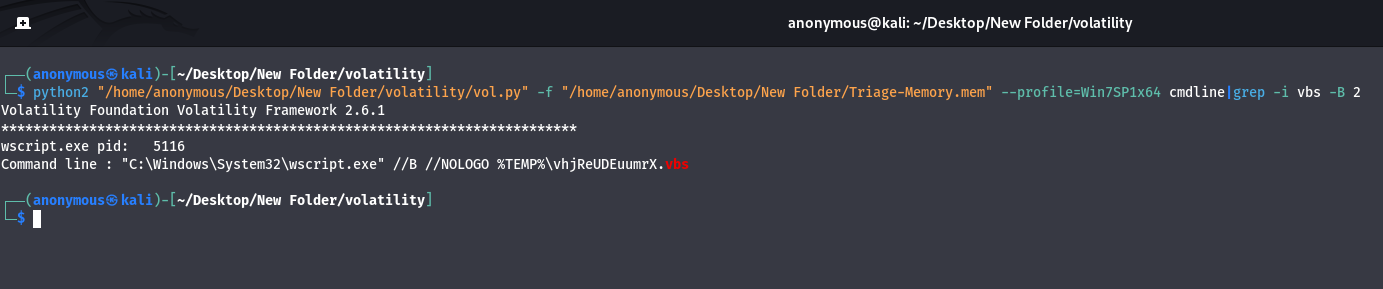 anonymous@kali: ~/Desktop/New Folder/volatility
┌──(anonymous㉿kali)-[~/Desktop/New Folder/volatility]
└─$ python2 "/home/anonymous/Desktop/New Folder/volatility/vol.py" -f "/home/anonymous/Desktop/New Folder/Triage-Memory.mem" --profile=Win7SP1x64 cmdline|grep -i vbs -B 2
Volatility Foundation Volatility Framework 2.6.1
************************************************************************
wscript.exe pid:   5116
Command line : "C:\Windows\System32\wscript.exe" //B //NOLOGO %TEMP%\vhjReUDEuumrX.vbs
┌──(anonymous㉿kali)-[~/Desktop/New Folder/volatility]
└─$